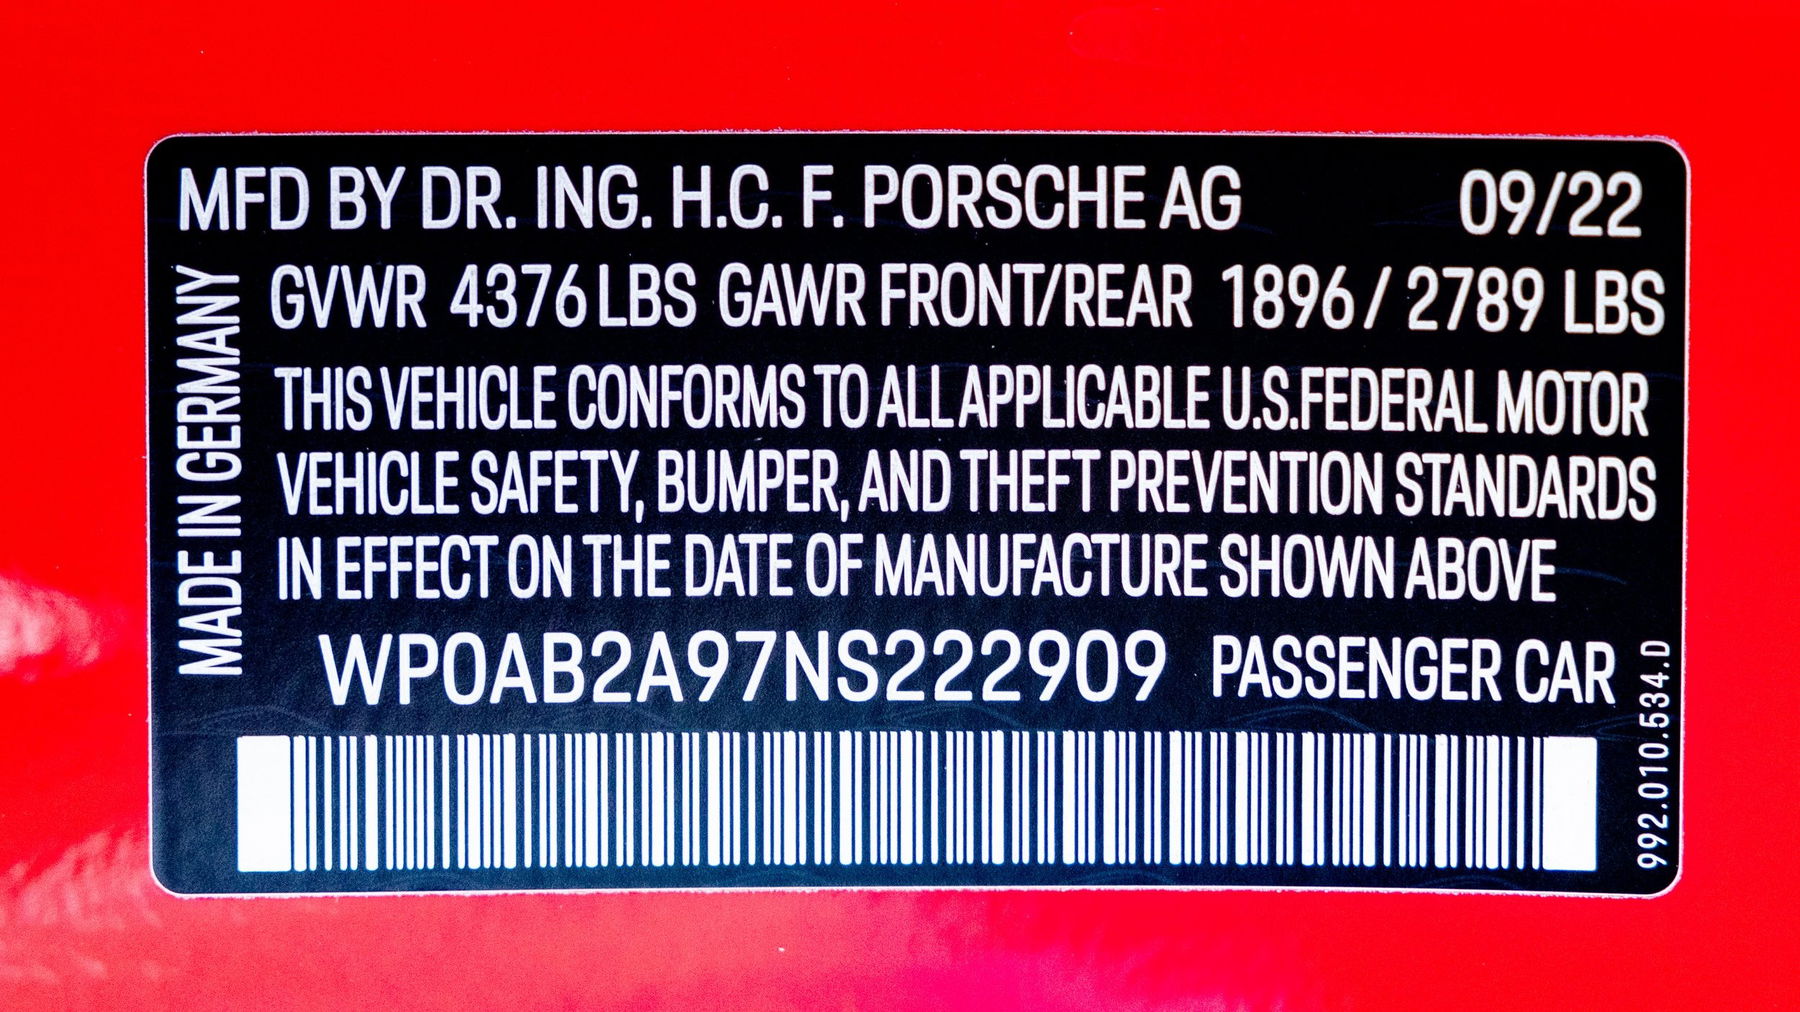 MFD BY DR. ING. H.C. F. PORSCHE AG 09/22
GVWR 4376 LBS GAWR FRONT/REAR 1896 / 2789 LBS
THIS VEHICLE CONFORMS TO ALL APPLICABLE U.S.FEDERAL MOTOR
VEHICLE SAFETY, BUMPER, AND THEFT PREVENTION STANDARDS
IN EFFECT ON THE DATE OF MANUFACTURE SHOWN ABOVE
MADE IN GERMANY
WP0AB2A97NS222909 PASSENGER CAR
992.010.534.D